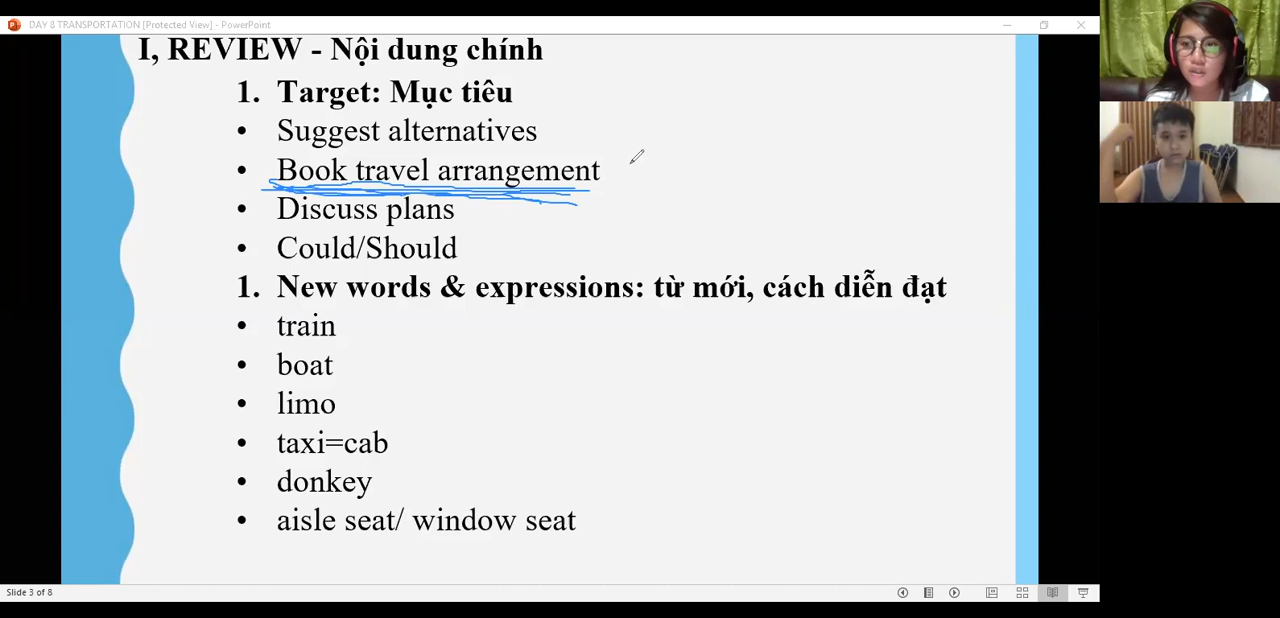 DAY 8 TRANSPORTATION [Protected View] - PowerPoint
I, REVIEW - Nội dung chính
1. Target: Mục tiêu
• Suggest alternatives
• Book travel arrangement
• Discuss plans
• Could/Should
1. New words & expressions: từ mới, cách diễn đạt
• train
• boat
• limo
• taxi=cab
• donkey
• aisle seat/ window seat
Slide 3 of 8